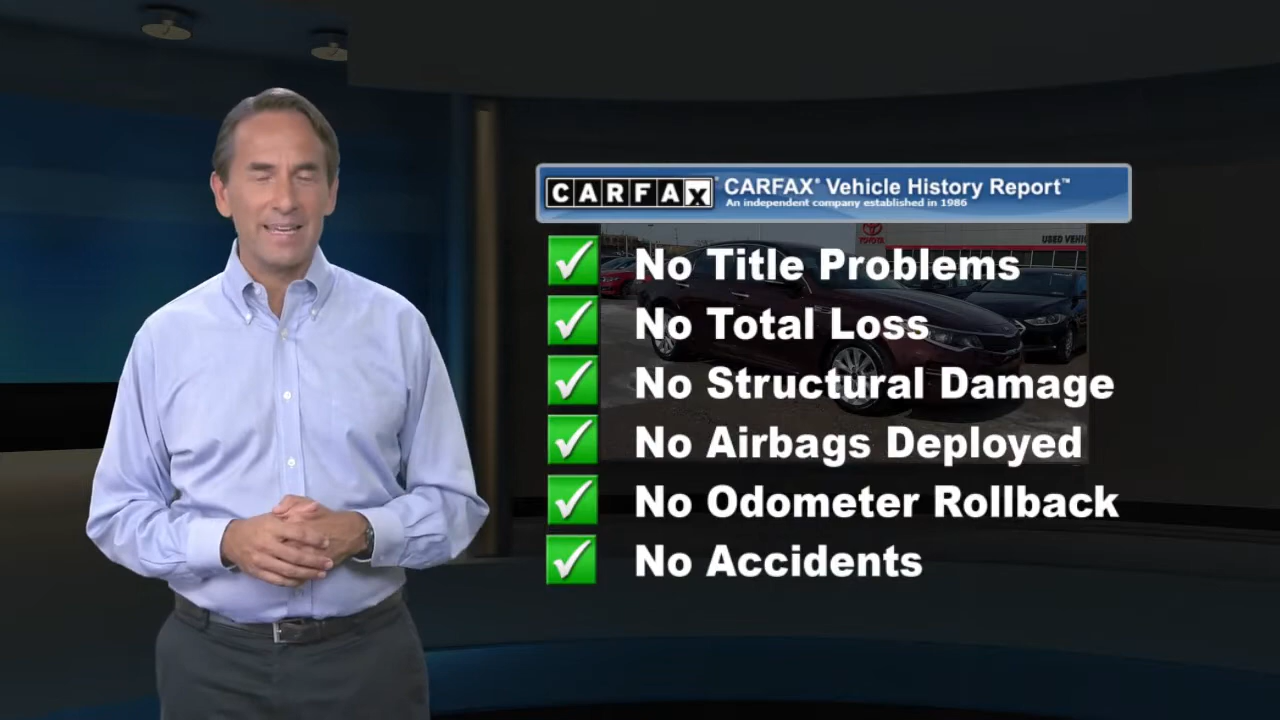 CARFAX
CARFAX® Vehicle History Report™
An independent company established in 1986
TOYOTA
No Title Problems
No Total Loss
No Structural Damage
No Airbags Deployed
No Odometer Rollback
No Accidents